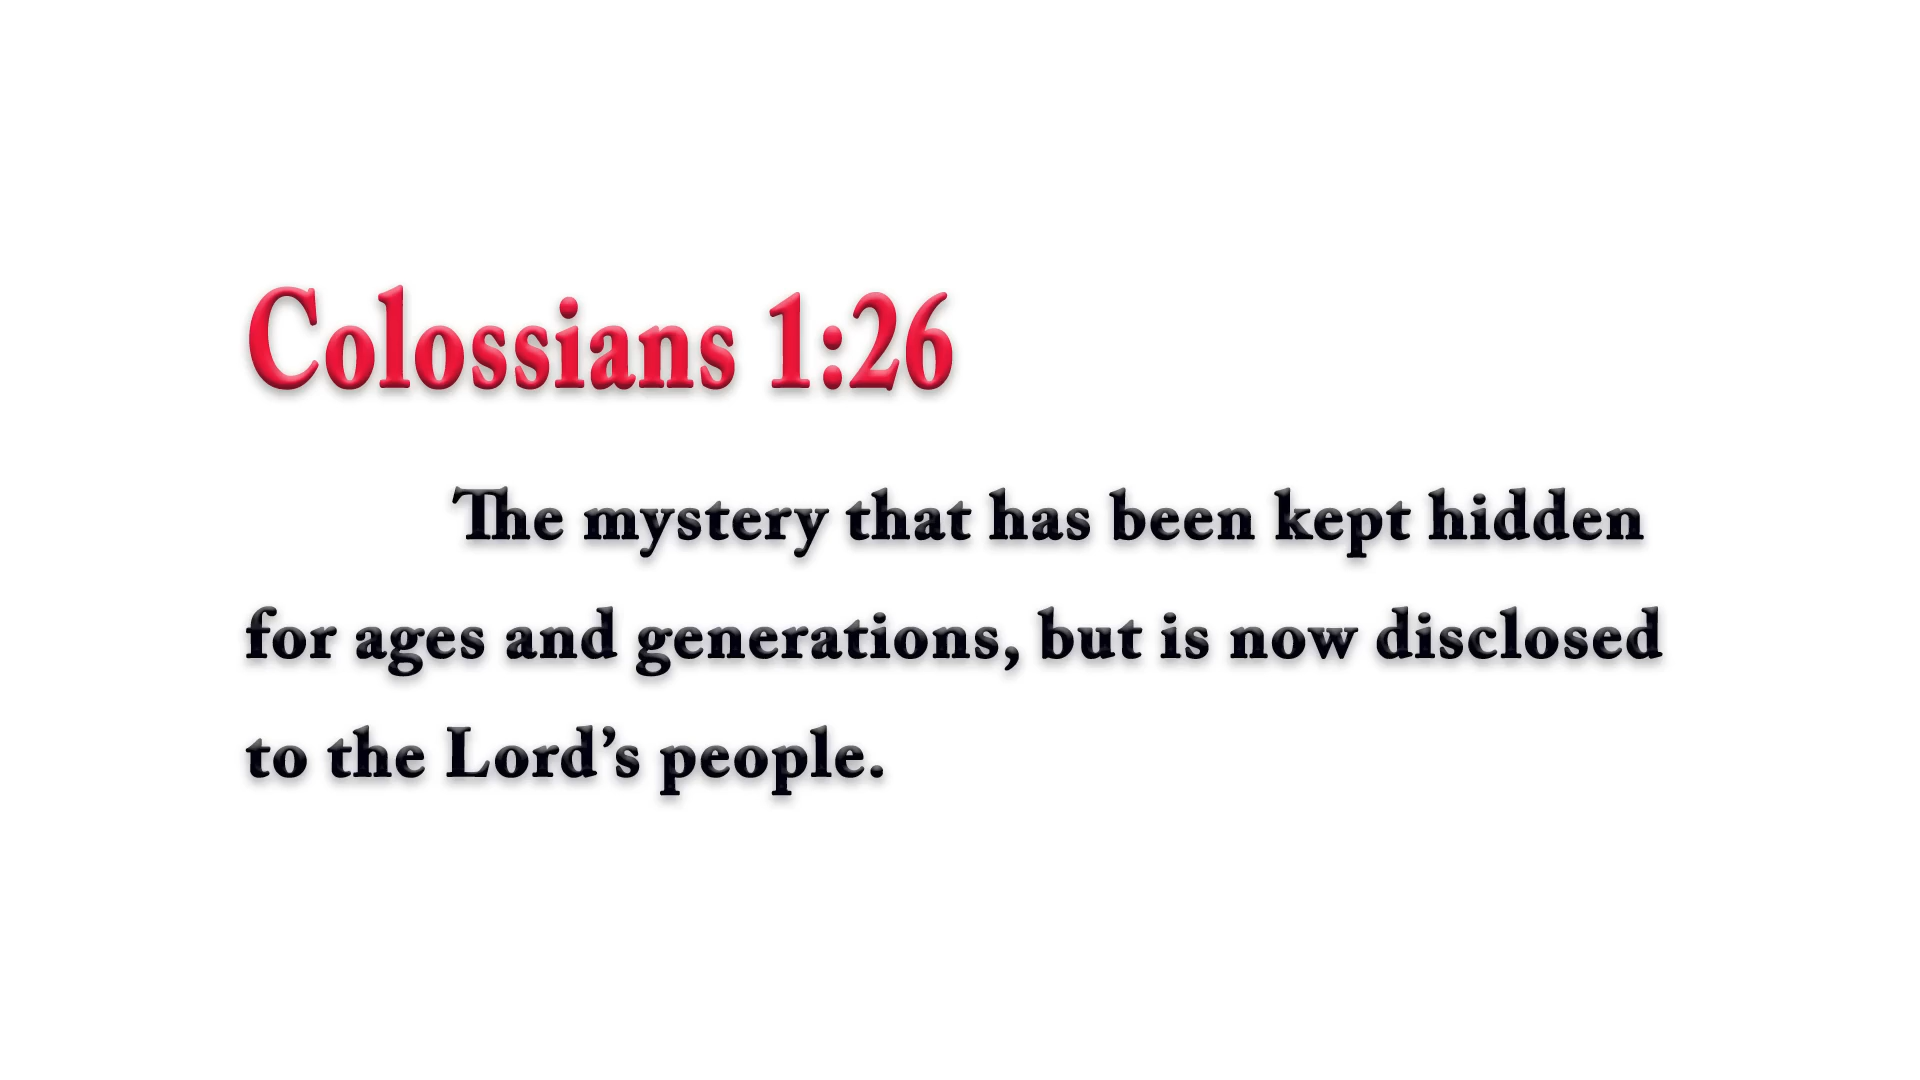 Colossians 1:26
The mystery that has been kept hidden
for ages and generations, but is now disclosed
to the Lord’s people.